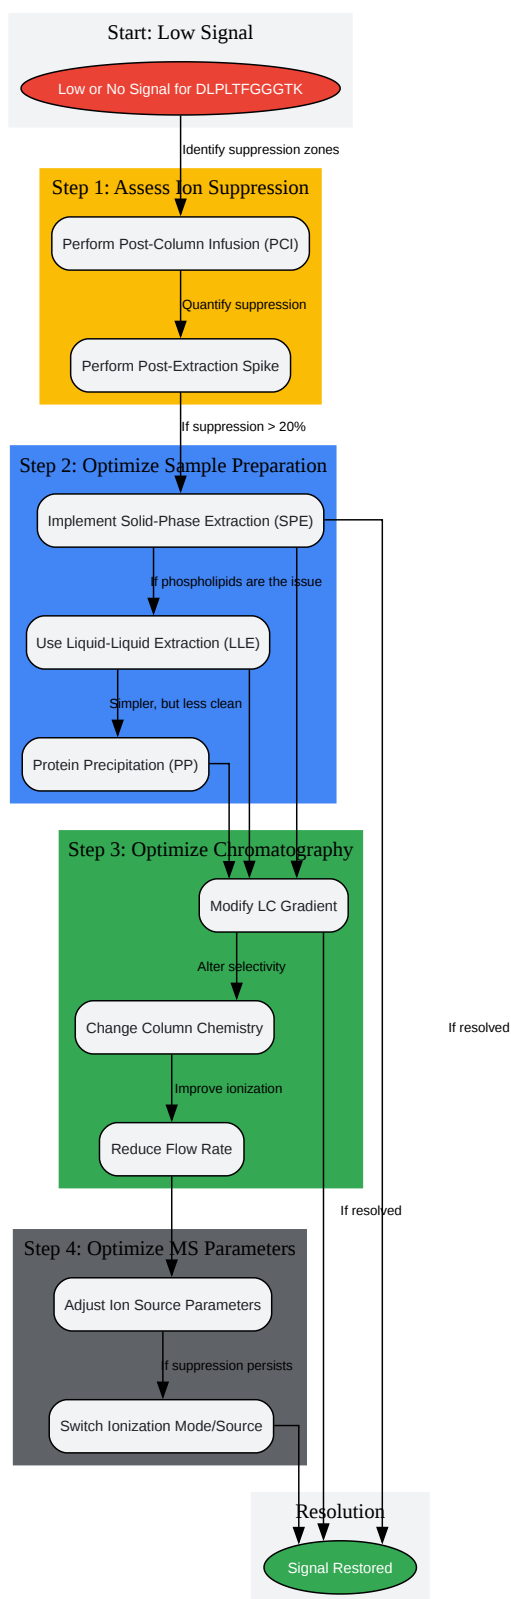 Start: Low Signal
Low or No Signal for DLPLTFGGGTK
Identify suppression zones
Step 1: Assess Ion Suppression
Perform Post-Column Infusion (PCI)
Quantify suppression
Perform Post-Extraction Spike
If suppression > 20%
Step 2: Optimize Sample Preparation
Implement Solid-Phase Extraction (SPE)
If phospholipids are the issue
Use Liquid-Liquid Extraction (LLE)
Simpler, but less clean
Protein Precipitation (PP)
Step 3: Optimize Chromatography
Modify LC Gradient
Alter selectivity
Change Column Chemistry
If resolved
Improve ionization
Reduce Flow Rate
If resolved
Step 4: Optimize MS Parameters
Adjust Ion Source Parameters
If suppression persists
Switch Ionization Mode/Source
Resolution
Signal Restored